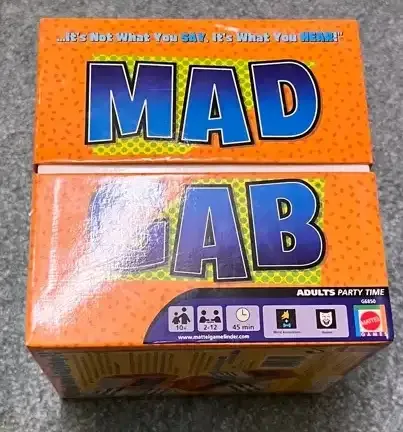 ...It's Not What You SAY, It's What You HEAR!"
MAD
GAB
ADULTS PARTY TIME
G6850
10+ 2-12 45 min
www.mattelgamefinder.com
MATTEL
GAME